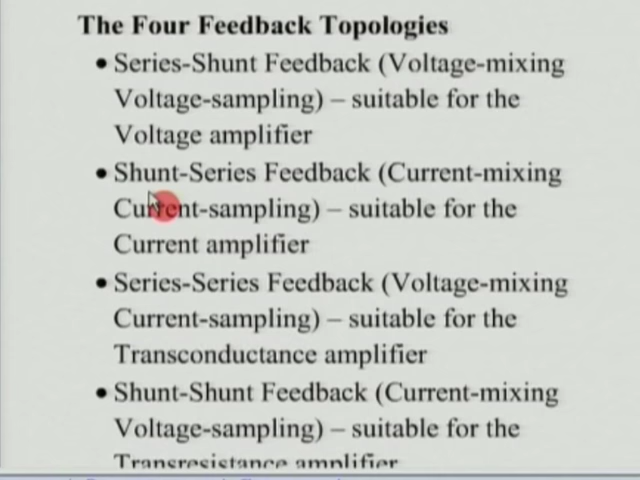 The Four Feedback Topologies
• Series-Shunt Feedback (Voltage-mixing
Voltage-sampling) – suitable for the
Voltage amplifier
• Shunt-Series Feedback (Current-mixing
Current-sampling) – suitable for the
Current amplifier
• Series-Series Feedback (Voltage-mixing
Current-sampling) – suitable for the
Transconductance amplifier
• Shunt-Shunt Feedback (Current-mixing
Voltage-sampling) – suitable for the
Transresistance amplifier